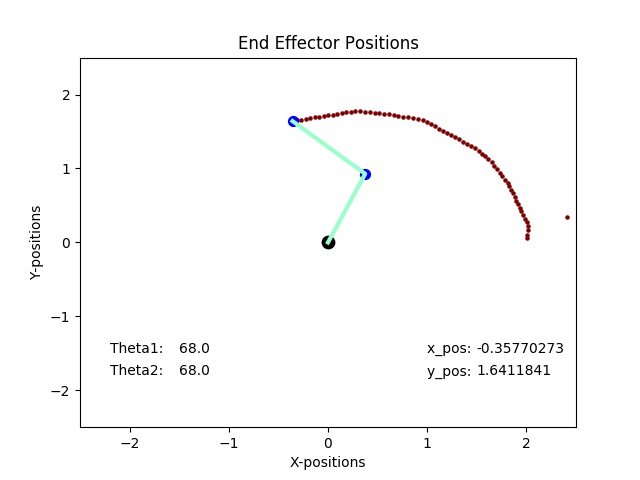 End Effector Positions
Y-positions
2
1
0
−1
−2
Theta1: 68.0
x_pos: -0.35770273
Theta2: 68.0
y_pos: 1.6411841
−2 −1 0 1 2
X-positions